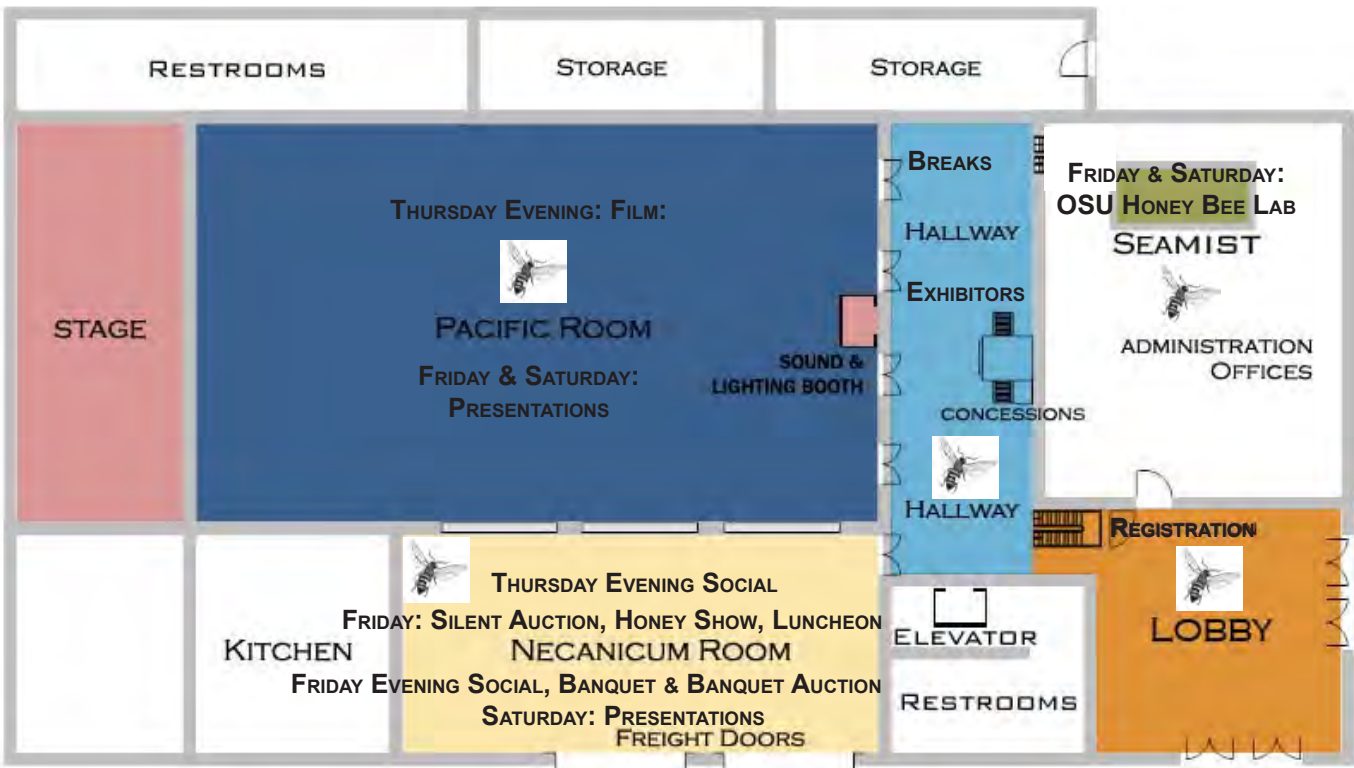 RESTROOMS
STORAGE
STORAGE
STAGE
THURSDAY EVENING: FILM:
PACIFIC ROOM
FRIDAY & SATURDAY:
PRESENTATIONS
SOUND &
LIGHTING BOOTH
BREAKS
HALLWAY
EXHIBITORS
CONCESSIONS
HALLWAY
FRIDAY & SATURDAY:
OSU HONEY BEE LAB
SEAMIST
ADMINISTRATION
OFFICES
REGISTRATION
LOBBY
KITCHEN
THURSDAY EVENING SOCIAL
FRIDAY: SILENT AUCTION, HONEY SHOW, LUNCHEON
NECANICUM ROOM
FRIDAY EVENING SOCIAL, BANQUET & BANQUET AUCTION
SATURDAY: PRESENTATIONS
FREIGHT DOORS
ELEVATOR
RESTROOMS